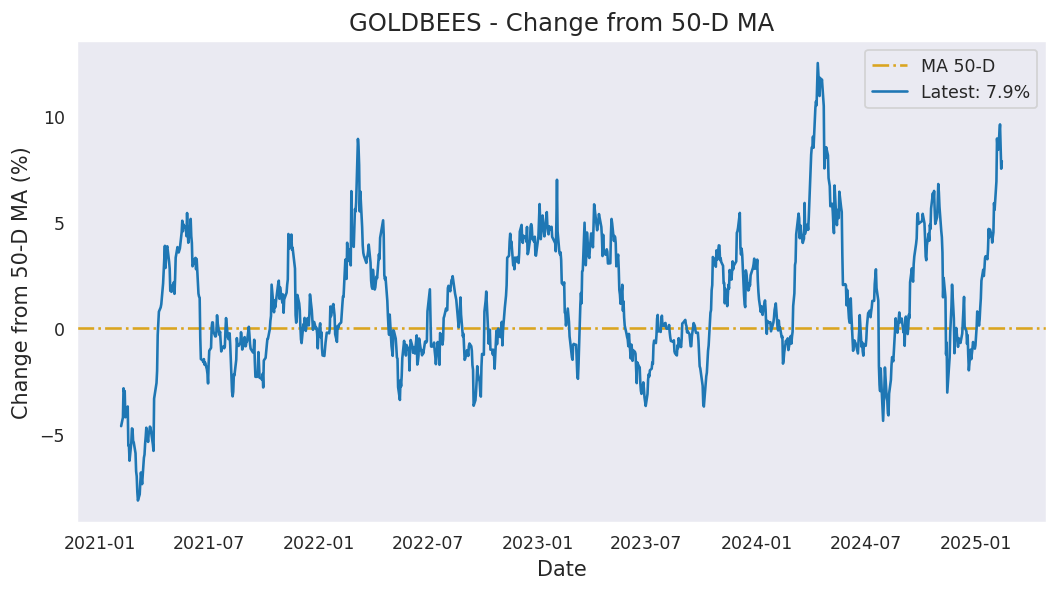 GOLDBEES - Change from 50-D MA
MA 50-D
Latest: 7.9%
Change from 50-D MA (%)
10
5
0
−5
2021-01 2021-07 2022-01 2022-07 2023-01 2023-07 2024-01 2024-07 2025-01
Date